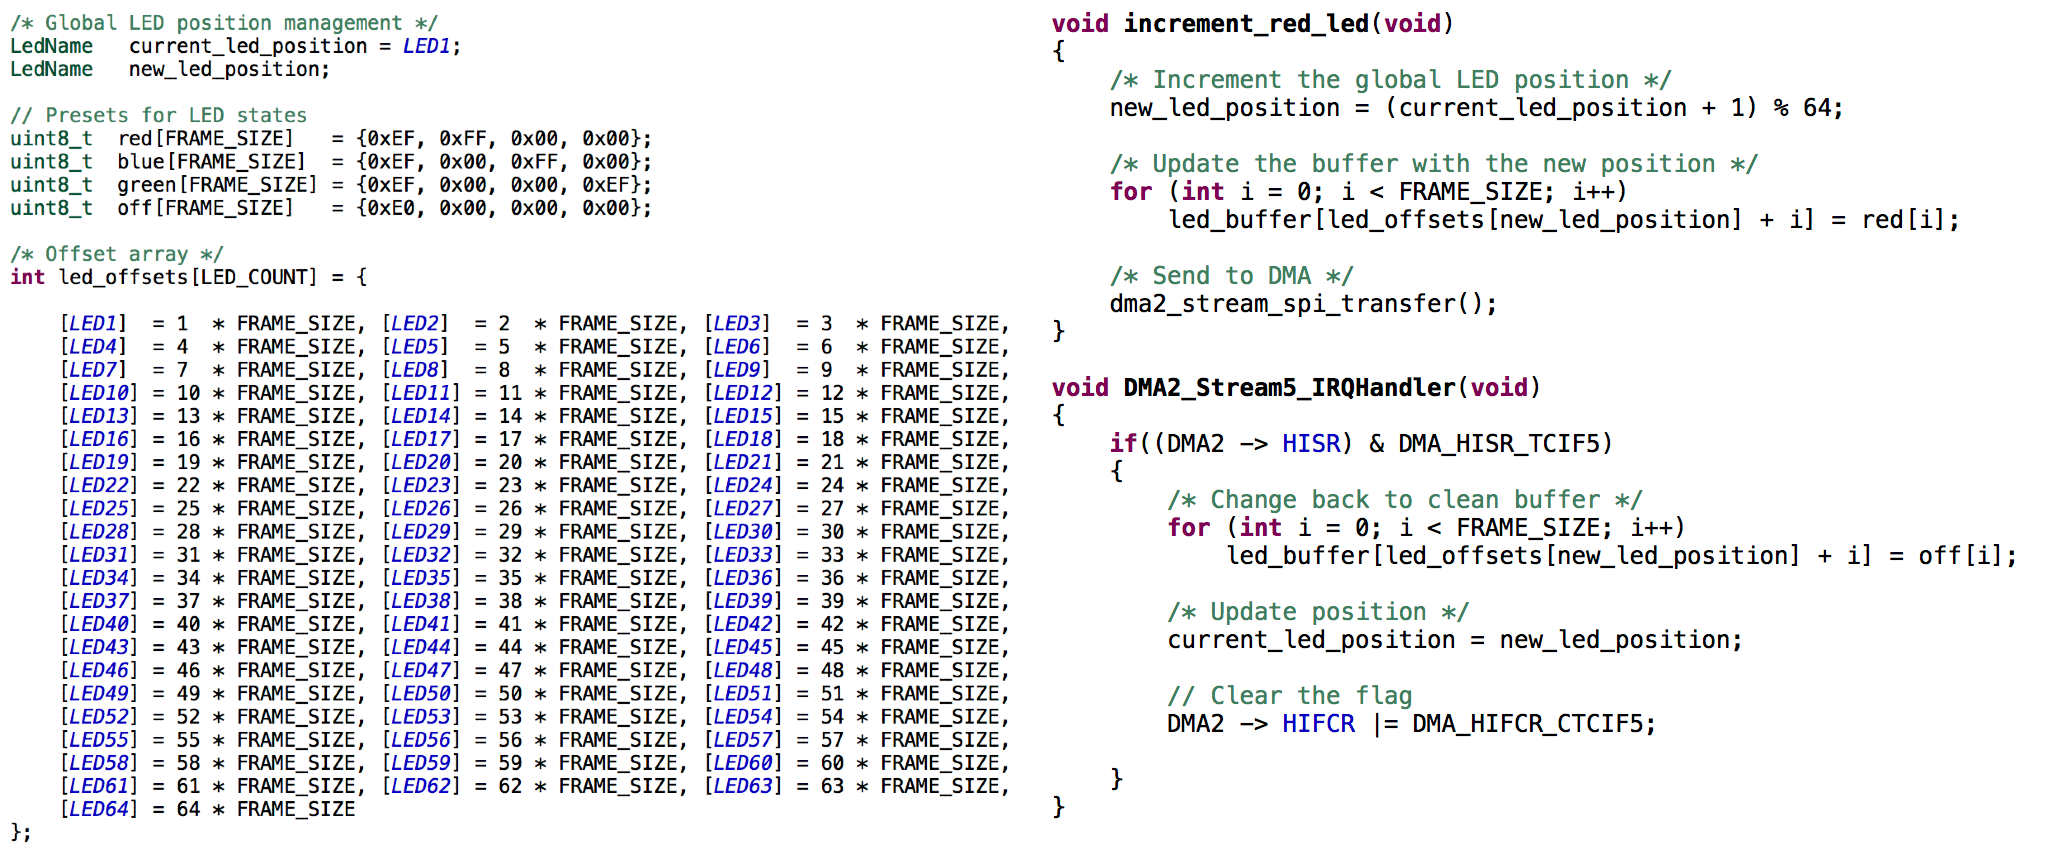 /* Global LED position management */
LedName   current_led_position = LED1;
LedName   new_led_position;

// Presets for LED states
uint8_t  red[FRAME_SIZE]   = {0xEF, 0xFF, 0x00, 0x00};
uint8_t  blue[FRAME_SIZE]  = {0xEF, 0x00, 0xFF, 0x00};
uint8_t  green[FRAME_SIZE] = {0xEF, 0x00, 0x00, 0xEF};
uint8_t  off[FRAME_SIZE]   = {0xE0, 0x00, 0x00, 0x00};

/* Offset array */
int led_offsets[LED_COUNT] = {

    [LED1]  = 1  * FRAME_SIZE, [LED2]  = 2  * FRAME_SIZE, [LED3]  = 3  * FRAME_SIZE,
    [LED4]  = 4  * FRAME_SIZE, [LED5]  = 5  * FRAME_SIZE, [LED6]  = 6  * FRAME_SIZE,
    [LED7]  = 7  * FRAME_SIZE, [LED8]  = 8  * FRAME_SIZE, [LED9]  = 9  * FRAME_SIZE,
    [LED10] = 10 * FRAME_SIZE, [LED11] = 11 * FRAME_SIZE, [LED12] = 12 * FRAME_SIZE,
    [LED13] = 13 * FRAME_SIZE, [LED14] = 14 * FRAME_SIZE, [LED15] = 15 * FRAME_SIZE,
    [LED16] = 16 * FRAME_SIZE, [LED17] = 17 * FRAME_SIZE, [LED18] = 18 * FRAME_SIZE,
    [LED19] = 19 * FRAME_SIZE, [LED20] = 20 * FRAME_SIZE, [LED21] = 21 * FRAME_SIZE,
    [LED22] = 22 * FRAME_SIZE, [LED23] = 23 * FRAME_SIZE, [LED24] = 24 * FRAME_SIZE,
    [LED25] = 25 * FRAME_SIZE, [LED26] = 26 * FRAME_SIZE, [LED27] = 27 * FRAME_SIZE,
    [LED28] = 28 * FRAME_SIZE, [LED29] = 29 * FRAME_SIZE, [LED30] = 30 * FRAME_SIZE,
    [LED31] = 31 * FRAME_SIZE, [LED32] = 32 * FRAME_SIZE, [LED33] = 33 * FRAME_SIZE,
    [LED34] = 34 * FRAME_SIZE, [LED35] = 35 * FRAME_SIZE, [LED36] = 36 * FRAME_SIZE,
    [LED37] = 37 * FRAME_SIZE, [LED38] = 38 * FRAME_SIZE, [LED39] = 39 * FRAME_SIZE,
    [LED40] = 40 * FRAME_SIZE, [LED41] = 41 * FRAME_SIZE, [LED42] = 42 * FRAME_SIZE,
    [LED43] = 43 * FRAME_SIZE, [LED44] = 44 * FRAME_SIZE, [LED45] = 45 * FRAME_SIZE,
    [LED46] = 46 * FRAME_SIZE, [LED47] = 47 * FRAME_SIZE, [LED48] = 48 * FRAME_SIZE,
    [LED49] = 49 * FRAME_SIZE, [LED50] = 50 * FRAME_SIZE, [LED51] = 51 * FRAME_SIZE,
    [LED52] = 52 * FRAME_SIZE, [LED53] = 53 * FRAME_SIZE, [LED54] = 54 * FRAME_SIZE,
    [LED55] = 55 * FRAME_SIZE, [LED56] = 56 * FRAME_SIZE, [LED57] = 57 * FRAME_SIZE,
    [LED58] = 58 * FRAME_SIZE, [LED59] = 59 * FRAME_SIZE, [LED60] = 60 * FRAME_SIZE,
    [LED61] = 61 * FRAME_SIZE, [LED62] = 62 * FRAME_SIZE, [LED63] = 63 * FRAME_SIZE,
    [LED64] = 64 * FRAME_SIZE
};

void increment_red_led(void)
{
    /* Increment the global LED position */
    new_led_position = (current_led_position + 1) % 64;

    /* Update the buffer with the new position */
    for (int i = 0; i < FRAME_SIZE; i++)
        led_buffer[led_offsets[new_led_position] + i] = red[i];

    /* Send to DMA */
    dma2_stream_spi_transfer();
}

void DMA2_Stream5_IRQHandler(void)
{
    if((DMA2 -> HISR) & DMA_HISR_TCIF5)
    {
        /* Change back to clean buffer */
        for (int i = 0; i < FRAME_SIZE; i++)
            led_buffer[led_offsets[new_led_position] + i] = off[i];

        /* Update position */
        current_led_position = new_led_position;

        // Clear the flag
        DMA2 -> HIFCR |= DMA_HIFCR_CTCIF5;

    }
}